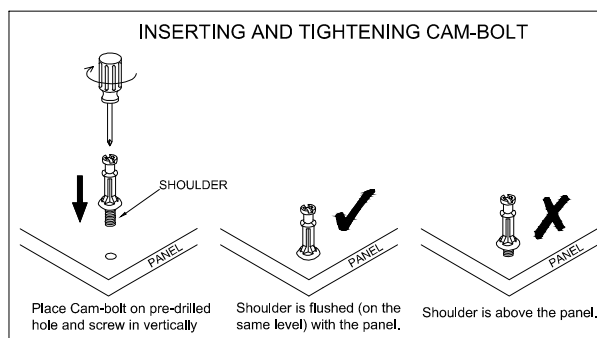 INSERTING AND TIGHTENING CAM-BOLT
SHOULDER
PANEL
PANEL
PANEL
Place Cam-bolt on pre-drilled
hole and screw in vertically
Shoulder is flushed (on the
same level) with the panel.
Shoulder is above the panel.